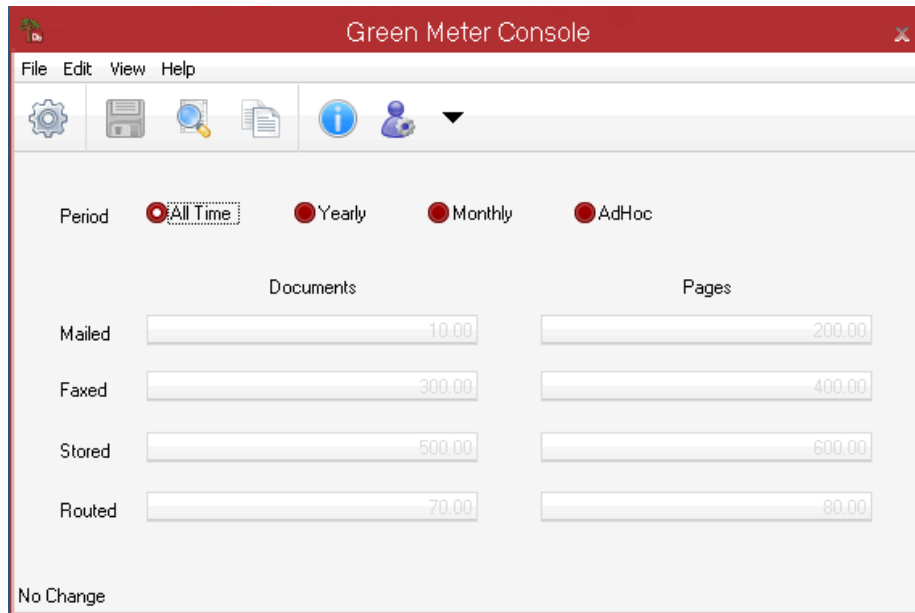 Green Meter Console
File Edit View Help
Period All Time Yearly Monthly AdHoc
Documents Pages
Mailed 10.00 200.00
Faxed 300.00 400.00
Stored 500.00 600.00
Routed 70.00 80.00
No Change